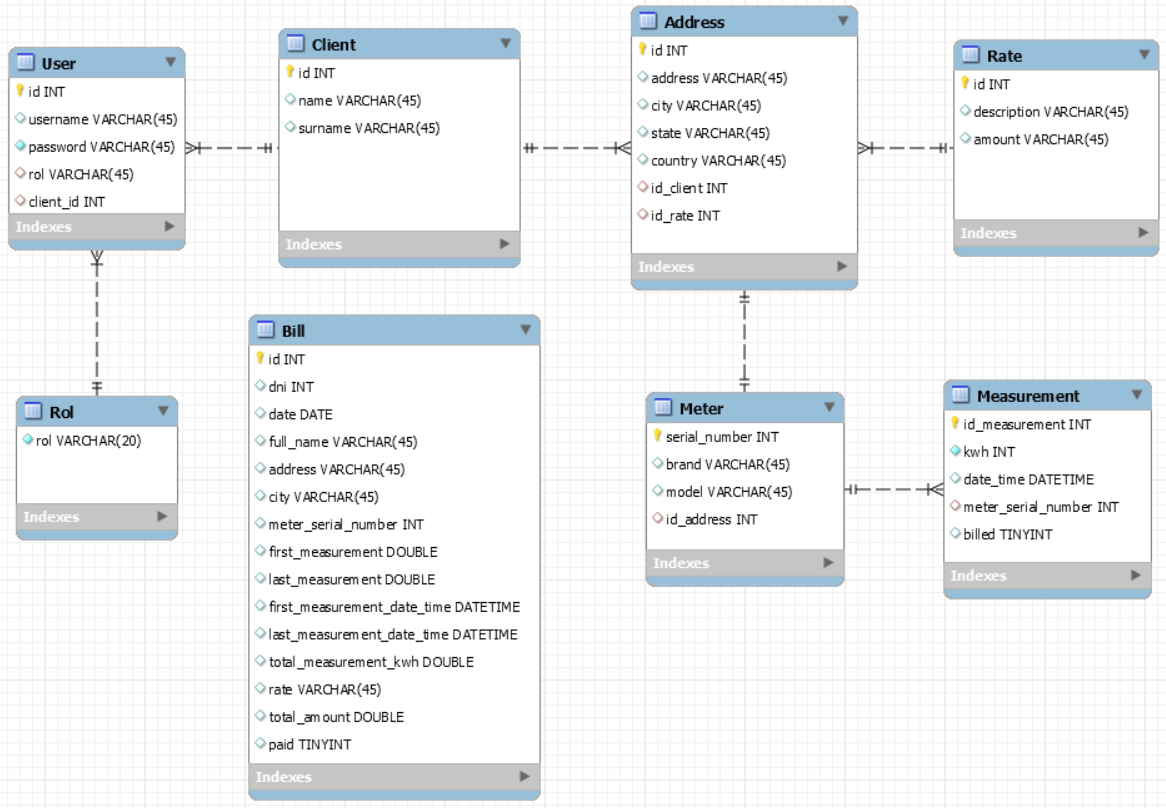 User
id INT
username VARCHAR(45)
password VARCHAR(45)
rol VARCHAR(45)
client_id INT
Indexes
Client
id INT
name VARCHAR(45)
surname VARCHAR(45)
Indexes
Address
id INT
address VARCHAR(45)
city VARCHAR(45)
state VARCHAR(45)
country VARCHAR(45)
id_client INT
id_rate INT
Indexes
Rate
id INT
description VARCHAR(45)
amount VARCHAR(45)
Indexes
Rol
rol VARCHAR(20)
Indexes
Bill
id INT
dni INT
date DATE
full_name VARCHAR(45)
address VARCHAR(45)
city VARCHAR(45)
meter_serial_number INT
first_measurement DOUBLE
last_measurement DOUBLE
first_measurement_date_time DATETIME
last_measurement_date_time DATETIME
total_measurement_kwh DOUBLE
rate VARCHAR(45)
total_amount DOUBLE
paid TINYINT
Indexes
Meter
serial_number INT
brand VARCHAR(45)
model VARCHAR(45)
id_address INT
Indexes
Measurement
id_measurement INT
kwh INT
date_time DATETIME
meter_serial_number INT
billed TINYINT
Indexes